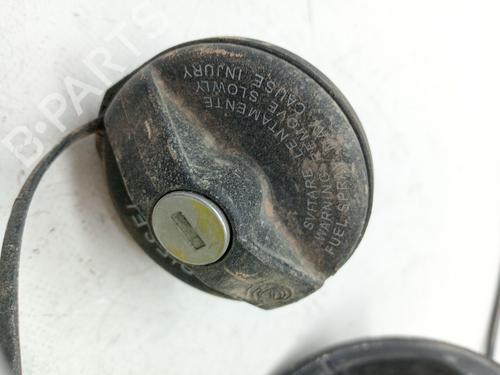 B-PARTS
SVITARE LENTAMENTE
WARNING REMOVE SLOWLY
FUEL SPRAY MAY CAUSE INJURY